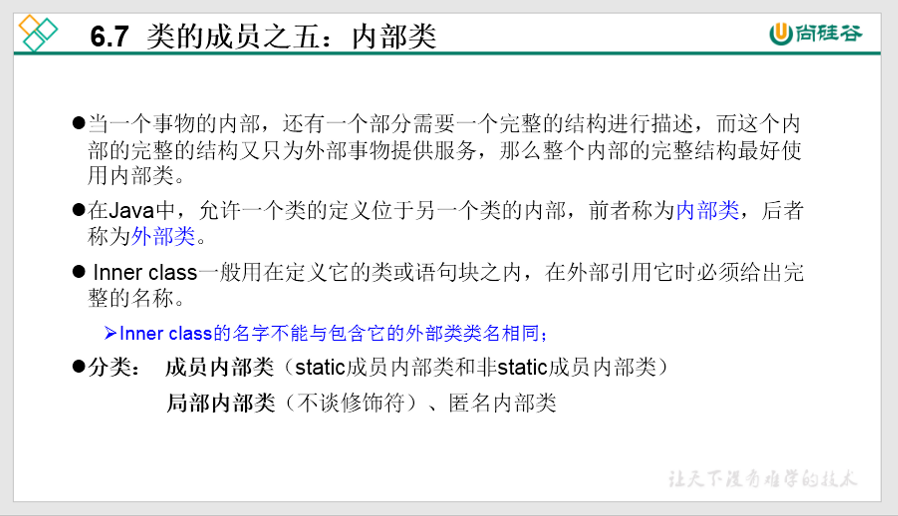 6.7 类的成员之五：内部类
尚硅谷
●当一个事物的内部，还有一个部分需要一个完整的结构进行描述，而这个内
部的完整的结构又只为外部事物提供服务，那么整个内部的完整结构最好使
用内部类。
●在Java中，允许一个类的定义位于另一个类的内部，前者称为内部类，后者
称为外部类。
● Inner class一般用在定义它的类或语句块之内，在外部引用它时必须给出完
整的名称。
➢Inner class的名字不能与包含它的外部类类名相同；
●分类： 成员内部类（static成员内部类和非static成员内部类）
局部内部类（不谈修饰符）、匿名内部类
让天下没有难学的技术